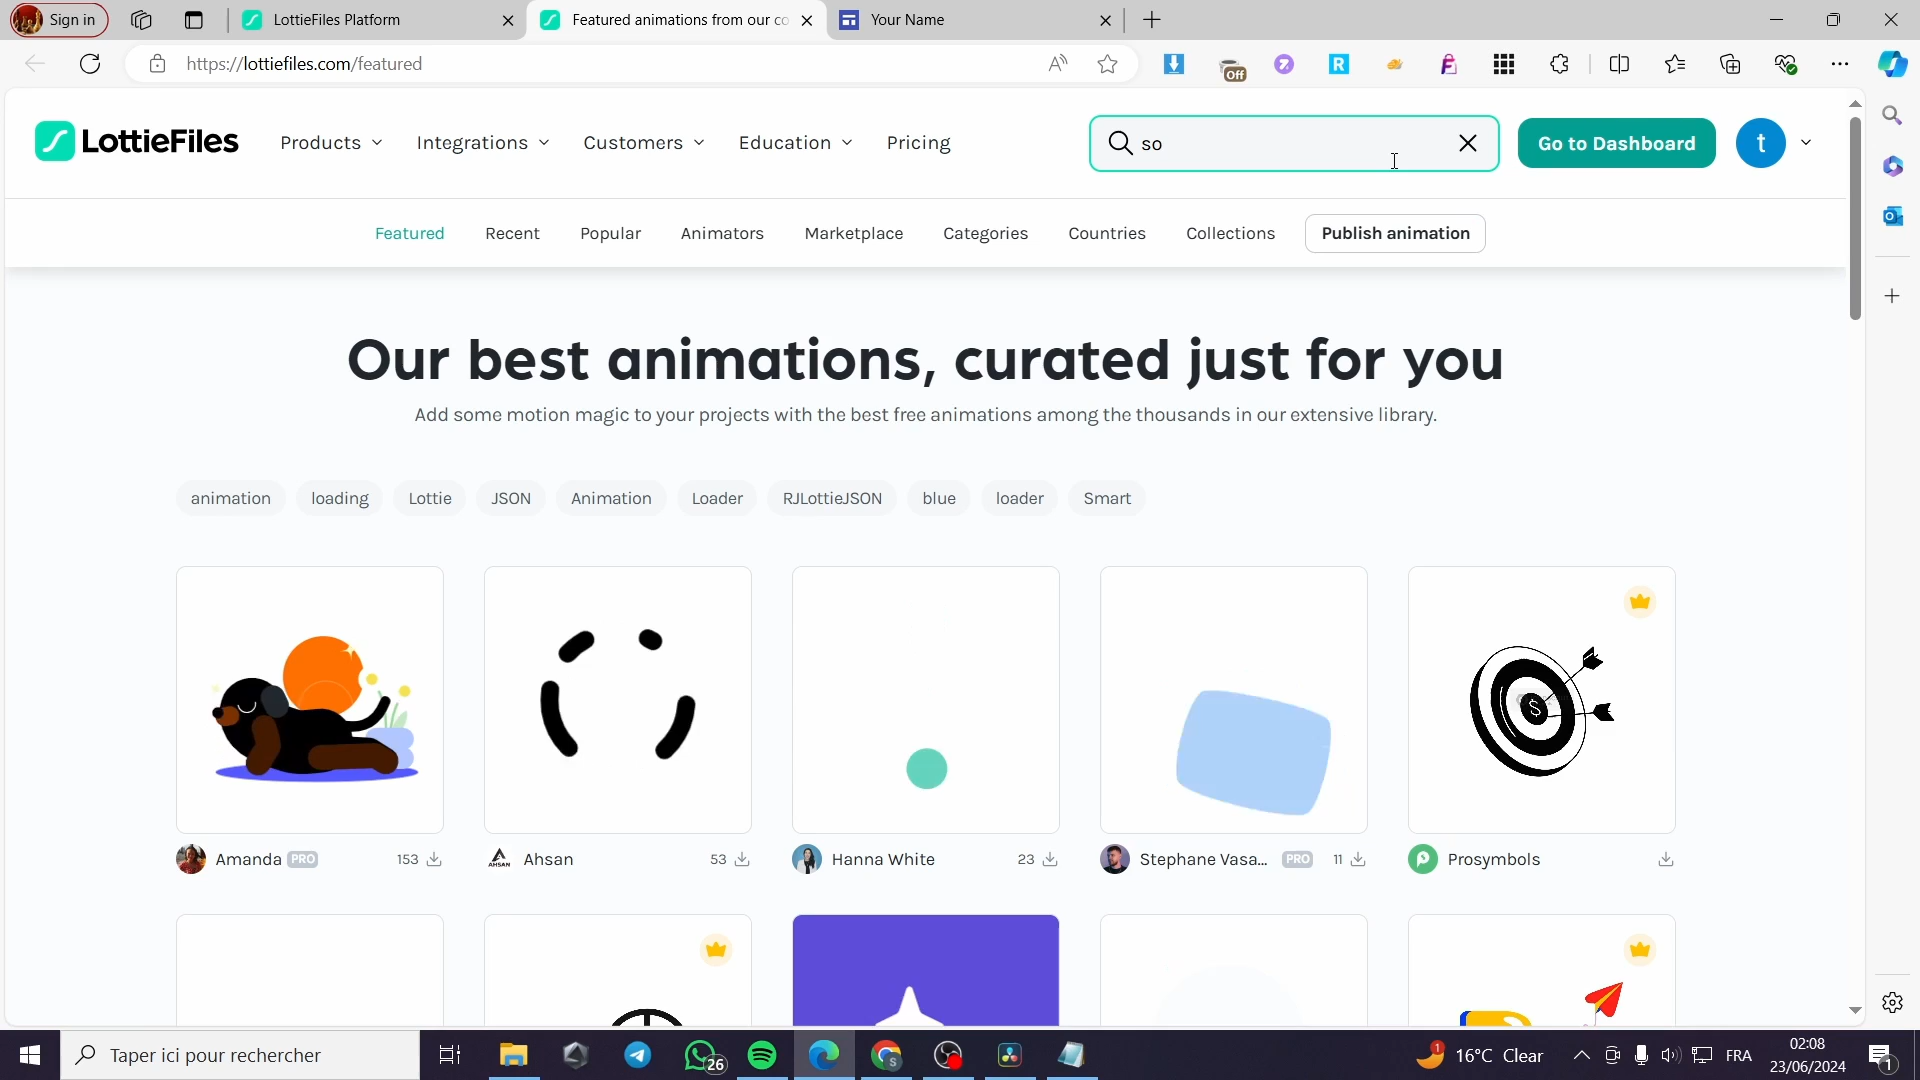 Sign in
LottieFiles Platform
Featured animations from our co
Your Name
https://lottiefiles.com/featured
Off
LottieFiles
Products
Integrations
Customers
Education
Pricing
so
Go to Dashboard
t
Featured
Recent
Popular
Animators
Marketplace
Categories
Countries
Collections
Publish animation
Our best animations, curated just for you
Add some motion magic to your projects with the best free animations among the thousands in our extensive library.
animation
loading
Lottie
JSON
Animation
Loader
RJLottieJSON
blue
loader
Smart
Amanda PRO 153
Ahsan 53
Hanna White 23
Stephane Vasa... PRO 11
Prosymbols
Taper ici pour rechercher
26
1
16°C Clear
FRA
02:08
23/06/2024
1